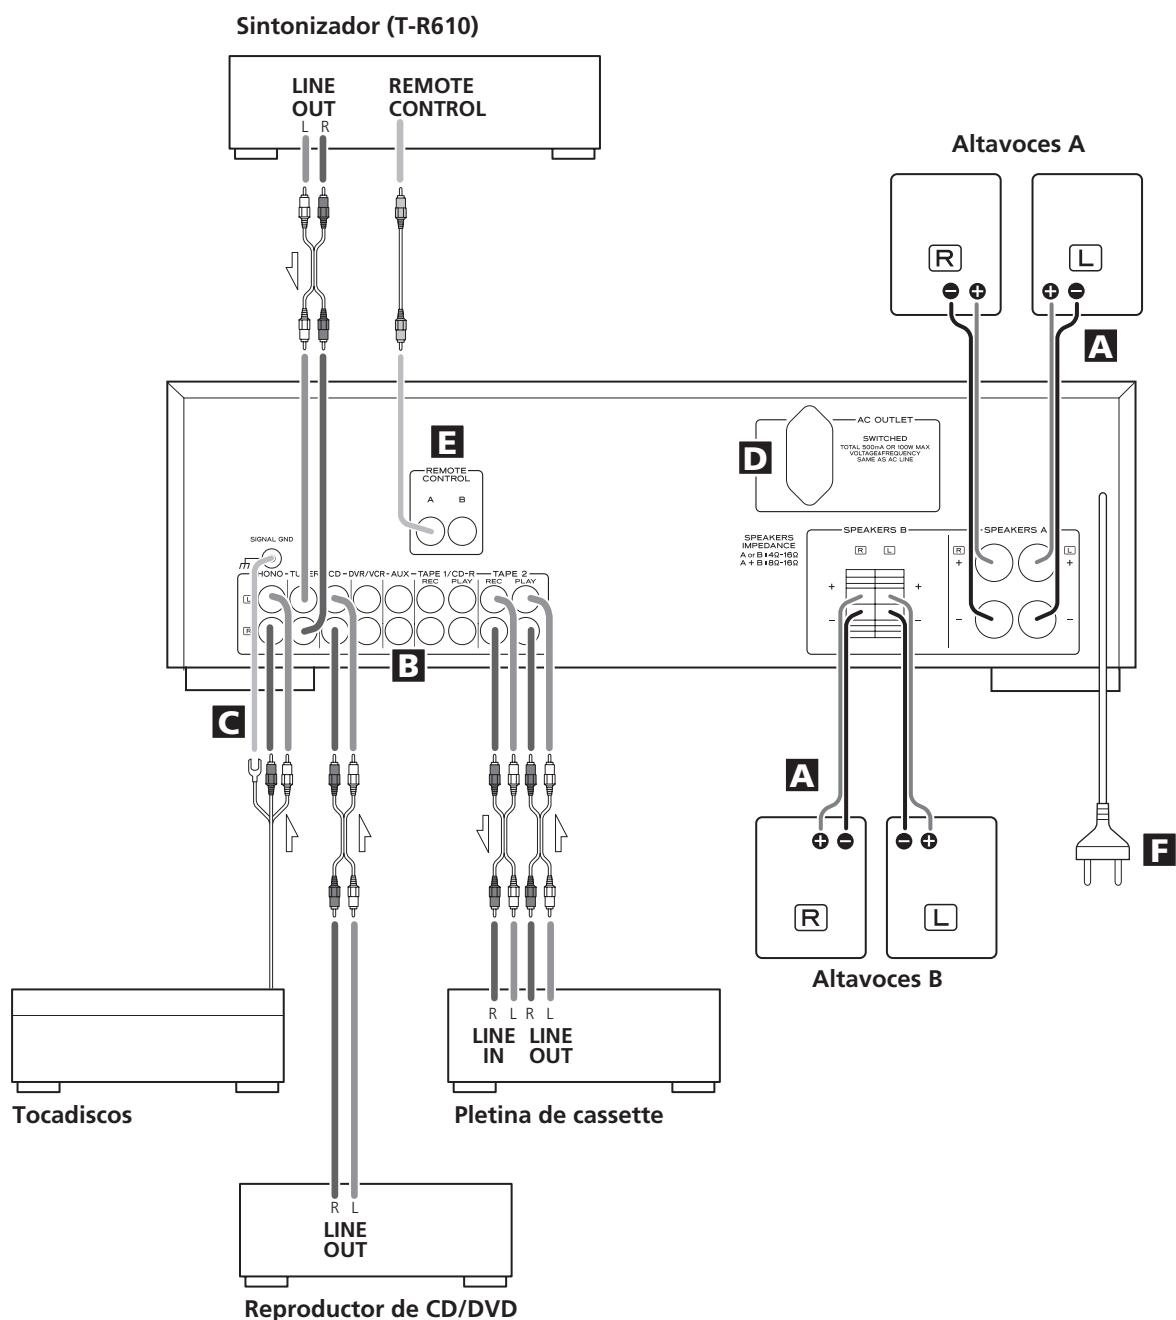 Sintonizador (T-R610)
LINE
OUT
L R
REMOTE
CONTROL
Altavoces A
R
L
A
E
REMOTE
CONTROL
A B
D
AC OUTLET
SWITCHED
TOTAL 500mA OR 100W MAX
VOLTAGE&FREQUENCY
SAME AS AC LINE
SPEAKERS
IMPEDANCE
A or B : 4Ω-16Ω
A + B : 8Ω-16Ω
SPEAKERS B
R L
+ +
− −
SPEAKERS A
R L
+ +
− −
SIGNAL GND
PHONO TUNER CD DVR/VCR AUX TAPE 1/CD-R TAPE 2
REC PLAY REC PLAY
L
R
B
C
A
F
R
L
Altavoces B
R L R L
LINE
IN
LINE
OUT
Tocadiscos
Pletina de cassette
R L
LINE
OUT
Reproductor de CD/DVD